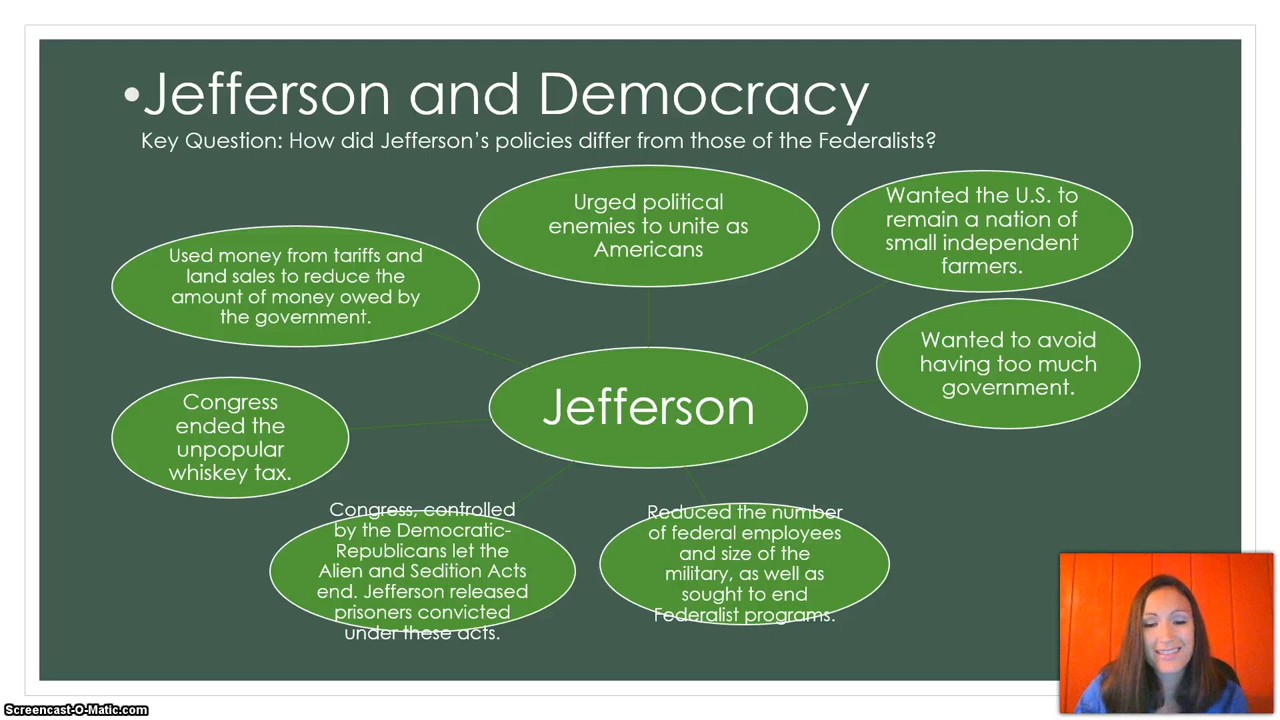 •Jefferson and Democracy
Key Question: How did Jefferson's policies differ from those of the Federalists?
Urged political
enemies to unite as
Americans
Wanted the U.S. to
remain a nation of
small independent
farmers.
Wanted to avoid
having too much
government.
Reduced the number
of federal employees
and size of the
military, as well as
sought to end
Federalist programs.
Congress, controlled
by the Democratic-
Republicans let the
Alien and Sedition Acts
end. Jefferson released
prisoners convicted
under these acts.
Congress
ended the
unpopular
whiskey tax.
Used money from tariffs and
land sales to reduce the
amount of money owed by
the government.
Jefferson
Screencast-O-Matic.com